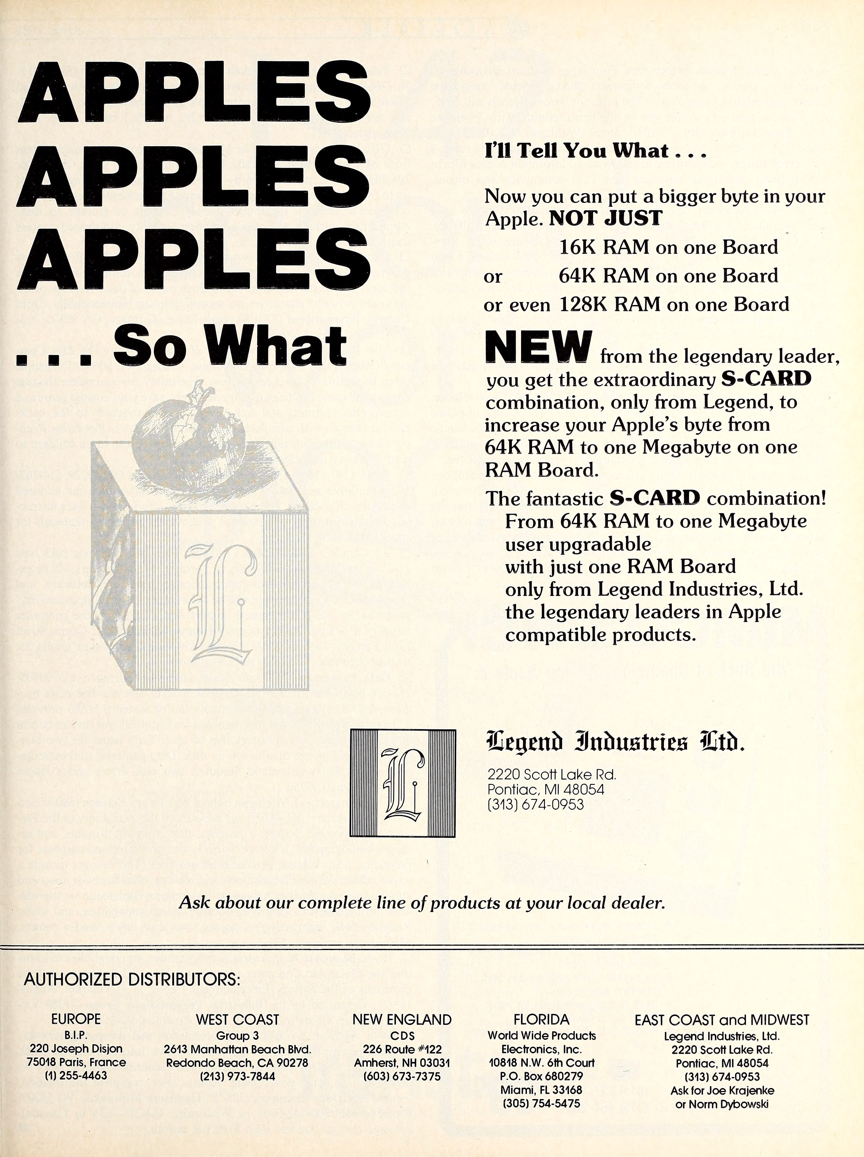 APPLES
APPLES
APPLES
. . . So What
I'll Tell You What . . .
Now you can put a bigger byte in your
Apple. NOT JUST
16K RAM on one Board
or 64K RAM on one Board
or even 128K RAM on one Board
NEW from the legendary leader,
you get the extraordinary S-CARD
combination, only from Legend, to
increase your Apple's byte from
64K RAM to one Megabyte on one
RAM Board.
The fantastic S-CARD combination!
From 64K RAM to one Megabyte
user upgradable
with just one RAM Board
only from Legend Industries, Ltd.
the legendary leaders in Apple
compatible products.
L
L
Legend Industries Ltd.
2220 Scott Lake Rd.
Pontiac, MI 48054
(313) 674-0953
Ask about our complete line of products at your local dealer.
AUTHORIZED DISTRIBUTORS:
EUROPE
B.I.P.
220 Joseph Disjon
75018 Paris, France
(1) 255-4463
WEST COAST
Group 3
2613 Manhattan Beach Blvd.
Redondo Beach, CA 90278
(213) 973-7844
NEW ENGLAND
CDS
226 Route #122
Amherst, NH 03031
(603) 673-7375
FLORIDA
World Wide Products
Electronics, Inc.
10818 N.W. 6th Court
P.O. Box 680279
Miami, FL 33168
(305) 754-5475
EAST COAST and MIDWEST
Legend Industries, Ltd.
2220 Scott Lake Rd.
Pontiac, MI 48054
(313) 674-0953
Ask for Joe Krajenke
or Norm Dybowski